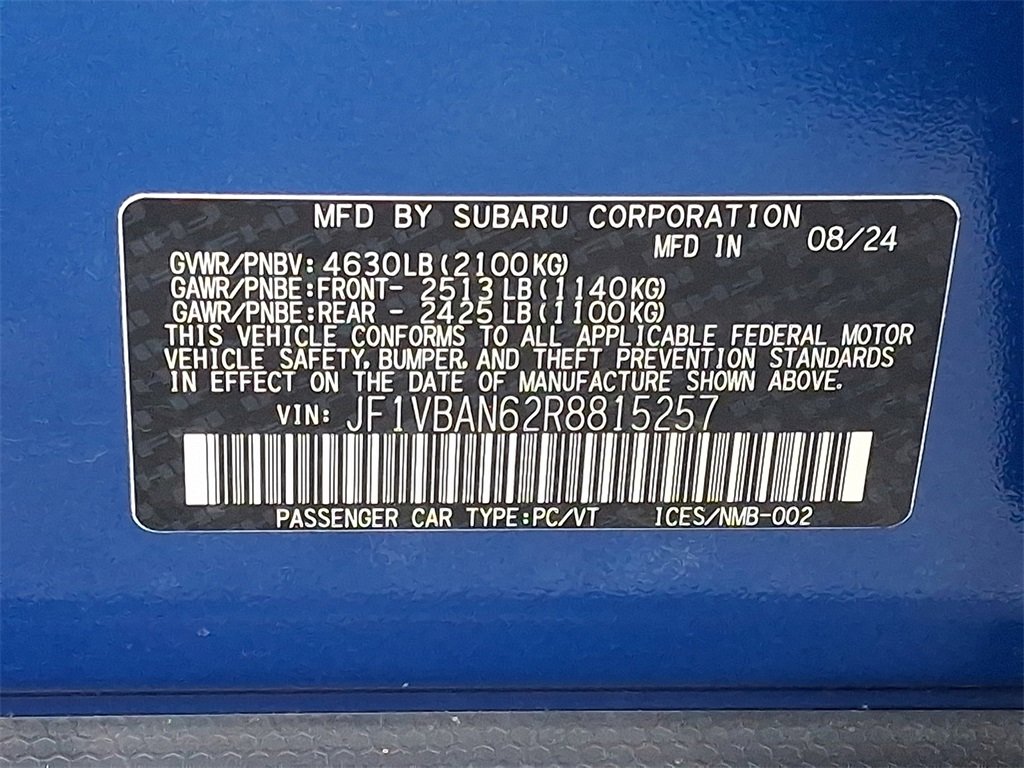 MFD BY SUBARU CORPORATION
MFD IN 08/24
GVWR/PNBV: 4630LB(2100KG)
GAWR/PNBE:FRONT- 2513 LB(1140KG)
GAWR/PNBE:REAR - 2425 LB(1100KG)
THIS VEHICLE CONFORMS TO ALL APPLICABLE FEDERAL MOTOR
VEHICLE SAFETY, BUMPER, AND THEFT PREVENTION STANDARDS
IN EFFECT ON THE DATE OF MANUFACTURE SHOWN ABOVE.
VIN: JF1VBAN62R8815257
PASSENGER CAR TYPE:PC/VT ICES/NMB-002